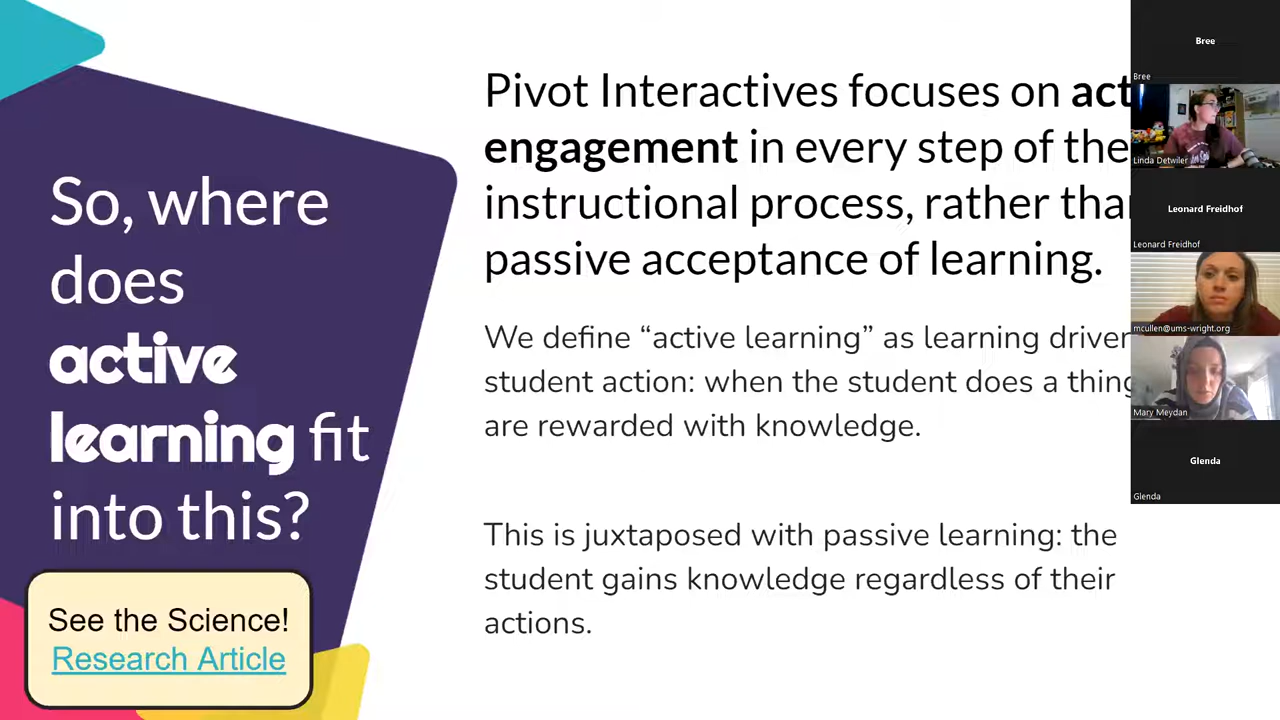 So, where
does
active
learning fit
into this?
See the Science!
Research Article
Pivot Interactives focuses on
engagement in every step of the
instructional process, rather
passive acceptance of learning.
We define “active learning” as learning
student action: when the student does a
are rewarded with knowledge.
This is juxtaposed with passive learning: the
student gains knowledge regardless of their
actions.
Bree
Bree
Linda Detwiler
Leonard Freidhof
Leonard Freidhof
mcullen@ums-wright.org
Mary Meydan
Glenda
Glenda